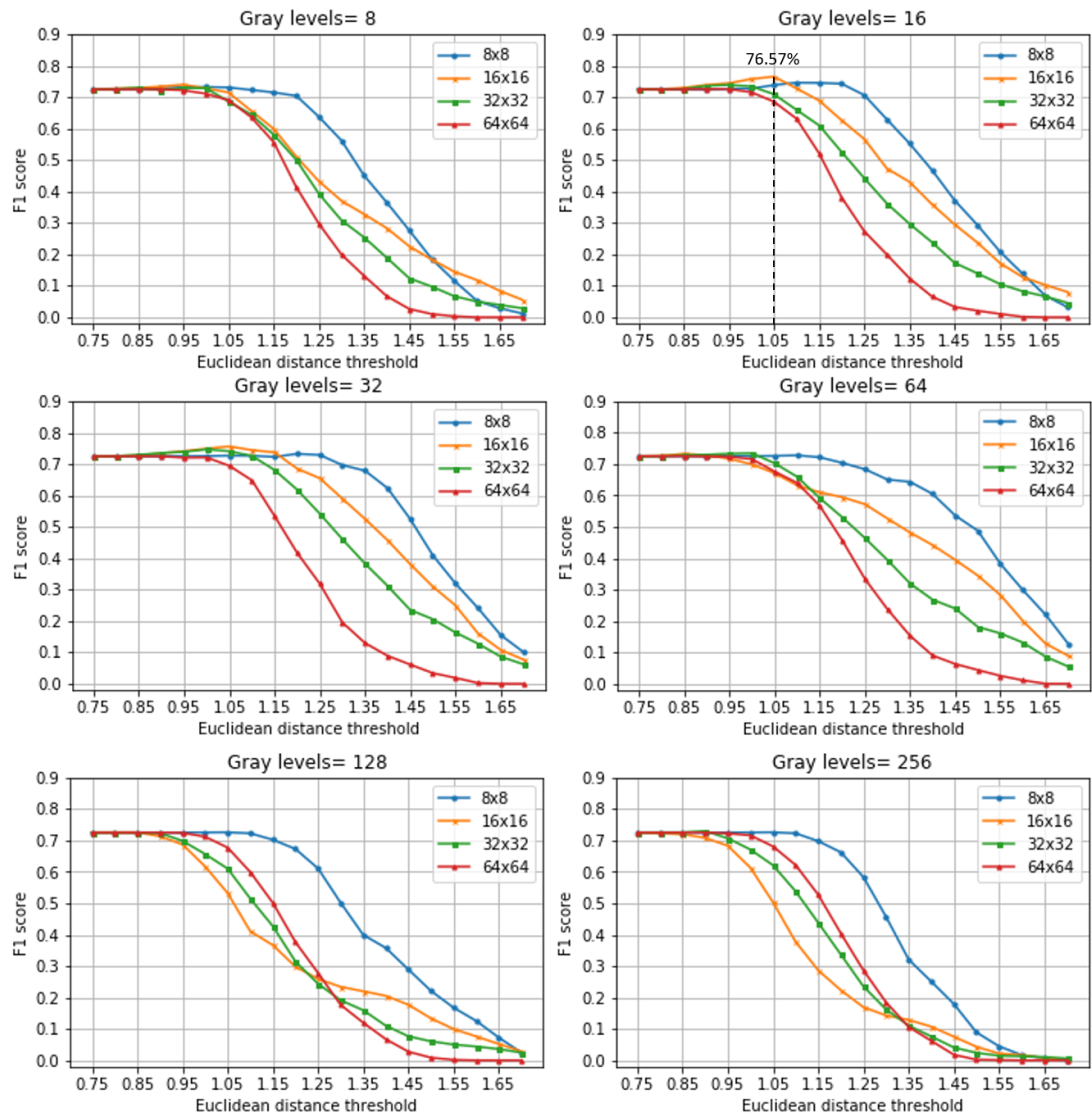 Gray levels= 8
F1 score
0.9
0.8
0.7
0.6
0.5
0.4
0.3
0.2
0.1
0.0
8x8
16x16
32x32
64x64
0.75 0.85 0.95 1.05 1.15 1.25 1.35 1.45 1.55 1.65
Euclidean distance threshold
Gray levels= 16
F1 score
0.9
0.8
0.7
0.6
0.5
0.4
0.3
0.2
0.1
0.0
76.57%
8x8
16x16
32x32
64x64
0.75 0.85 0.95 1.05 1.15 1.25 1.35 1.45 1.55 1.65
Euclidean distance threshold
Gray levels= 32
F1 score
0.9
0.8
0.7
0.6
0.5
0.4
0.3
0.2
0.1
0.0
8x8
16x16
32x32
64x64
0.75 0.85 0.95 1.05 1.15 1.25 1.35 1.45 1.55 1.65
Euclidean distance threshold
Gray levels= 64
F1 score
0.9
0.8
0.7
0.6
0.5
0.4
0.3
0.2
0.1
0.0
8x8
16x16
32x32
64x64
0.75 0.85 0.95 1.05 1.15 1.25 1.35 1.45 1.55 1.65
Euclidean distance threshold
Gray levels= 128
F1 score
0.9
0.8
0.7
0.6
0.5
0.4
0.3
0.2
0.1
0.0
8x8
16x16
32x32
64x64
0.75 0.85 0.95 1.05 1.15 1.25 1.35 1.45 1.55 1.65
Euclidean distance threshold
Gray levels= 256
F1 score
0.9
0.8
0.7
0.6
0.5
0.4
0.3
0.2
0.1
0.0
8x8
16x16
32x32
64x64
0.75 0.85 0.95 1.05 1.15 1.25 1.35 1.45 1.55 1.65
Euclidean distance threshold